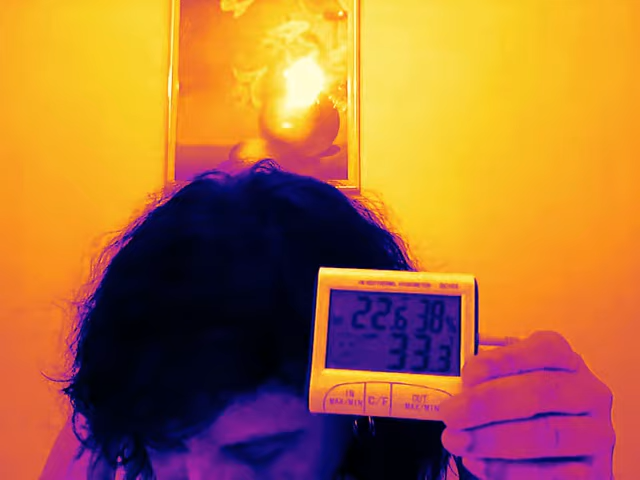 22.6 38%
33.3
IN
MAX/MIN
C/F
OUT
MAX/MIN